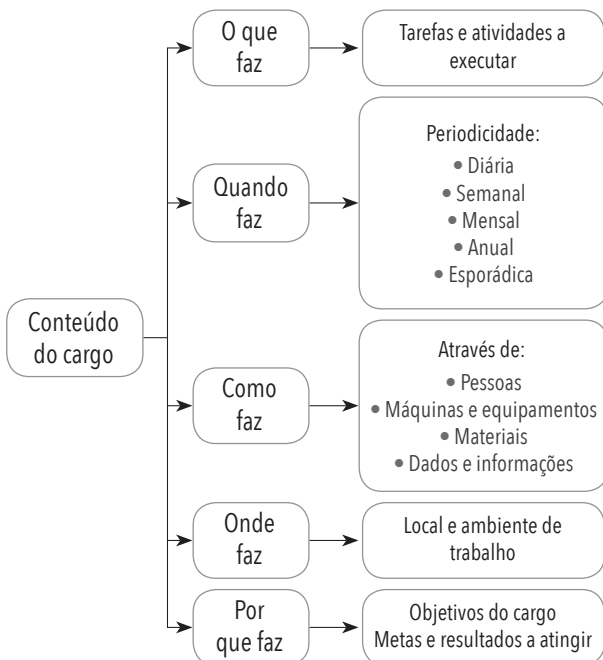 Conteúdo
do cargo
O que
faz
Tarefas e atividades a
executar
Quando
faz
Periodicidade:
• Diária
• Semanal
• Mensal
• Anual
• Esporádica
Como
faz
Através de:
• Pessoas
• Máquinas e equipamentos
• Materiais
• Dados e informações
Onde
faz
Local e ambiente de
trabalho
Por
que faz
Objetivos do cargo
Metas e resultados a atingir